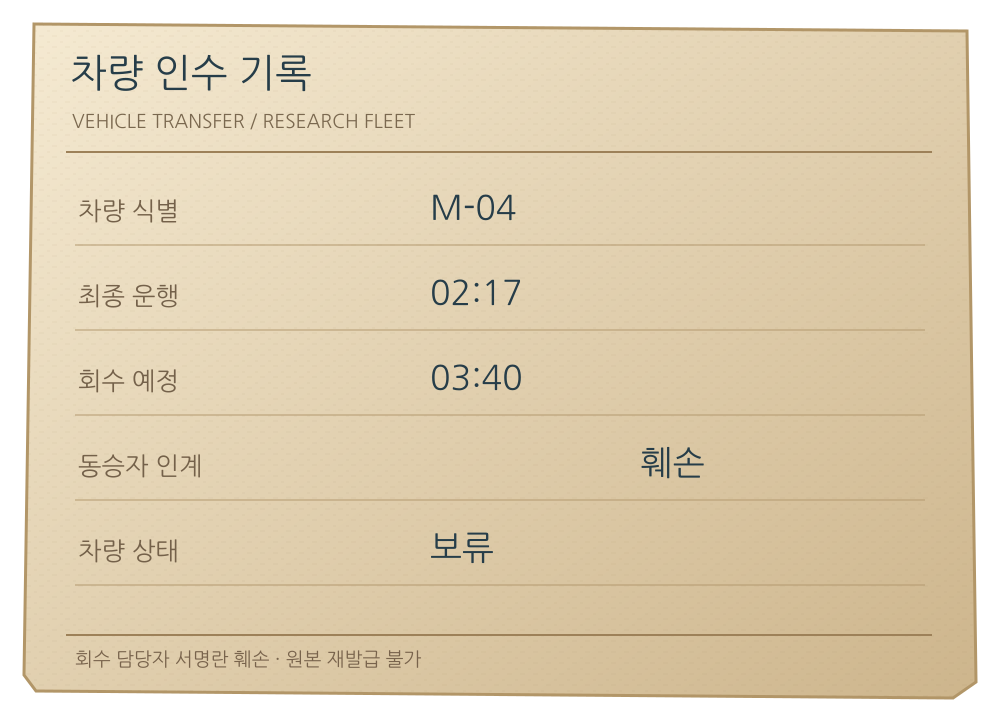 차량 인수 기록
VEHICLE TRANSFER / RESEARCH FLEET
차량 식별 M-04
최종 운행 02:17
회수 예정 03:40
동승자 인계 훼손
차량 상태 보류
회수 담당자 서명란 훼손 · 원본 재발급 불가